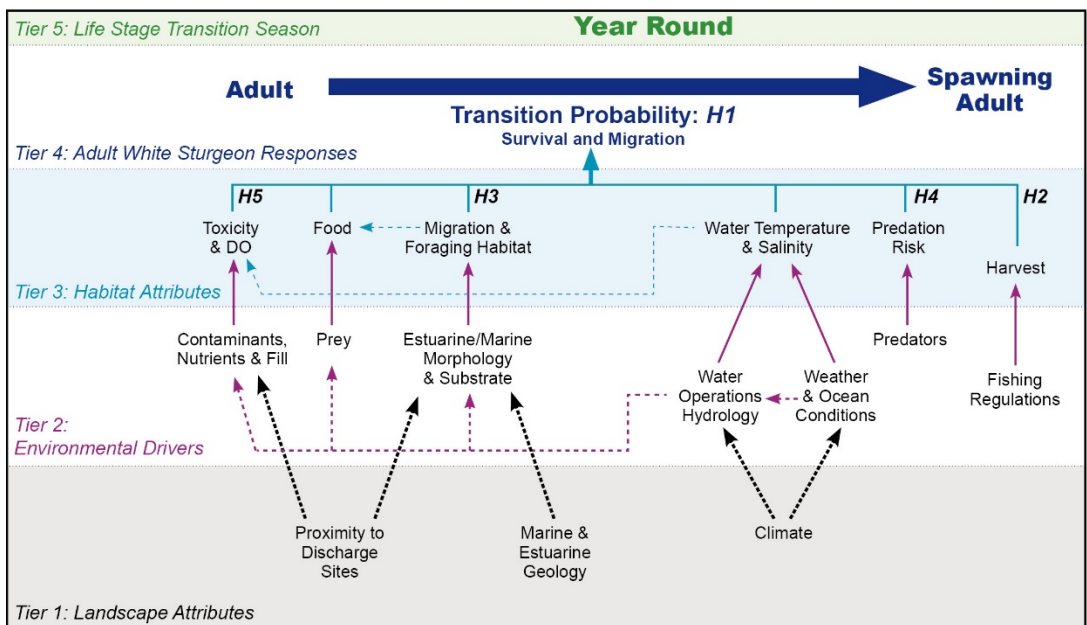 Tier 5: Life Stage Transition Season
Year Round
Adult
Spawning
Adult
Transition Probability: H1
Survival and Migration
Tier 4: Adult White Sturgeon Responses
H5
H3
H4
H2
Toxicity
& DO
Food
Migration &
Foraging Habitat
Water Temperature
& Salinity
Predation
Risk
Harvest
Tier 3: Habitat Attributes
Contaminants,
Nutrients & Fill
Prey
Estuarine/Marine
Morphology
& Substrate
Water
Operations
Hydrology
Weather
& Ocean
Conditions
Predators
Fishing
Regulations
Tier 2:
Environmental Drivers
Proximity to
Discharge
Sites
Marine &
Estuarine
Geology
Climate
Tier 1: Landscape Attributes